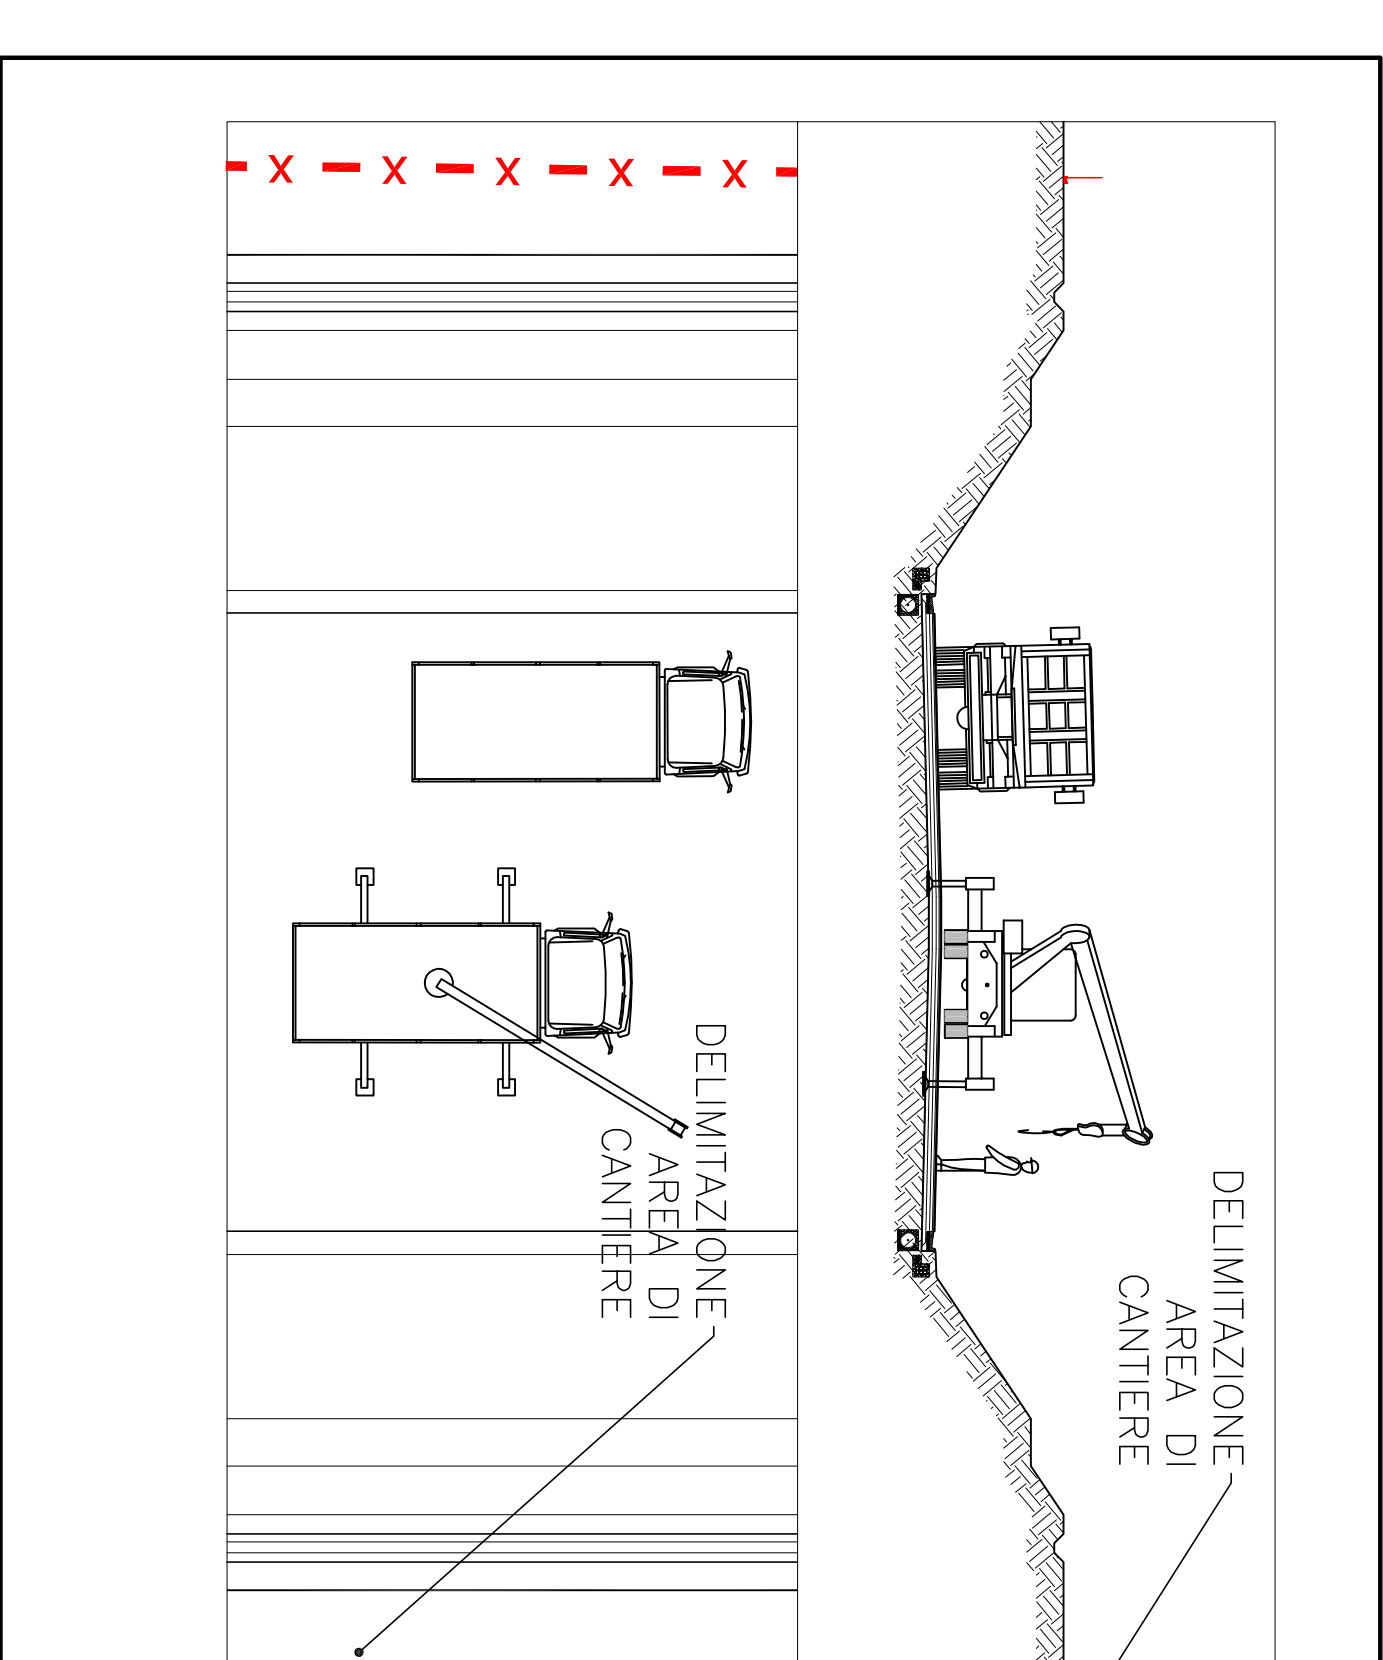 DELIMITAZIONE
AREA DI
CANTIERE
DELIMITAZIONE
AREA DI
CANTIERE
X X X X X